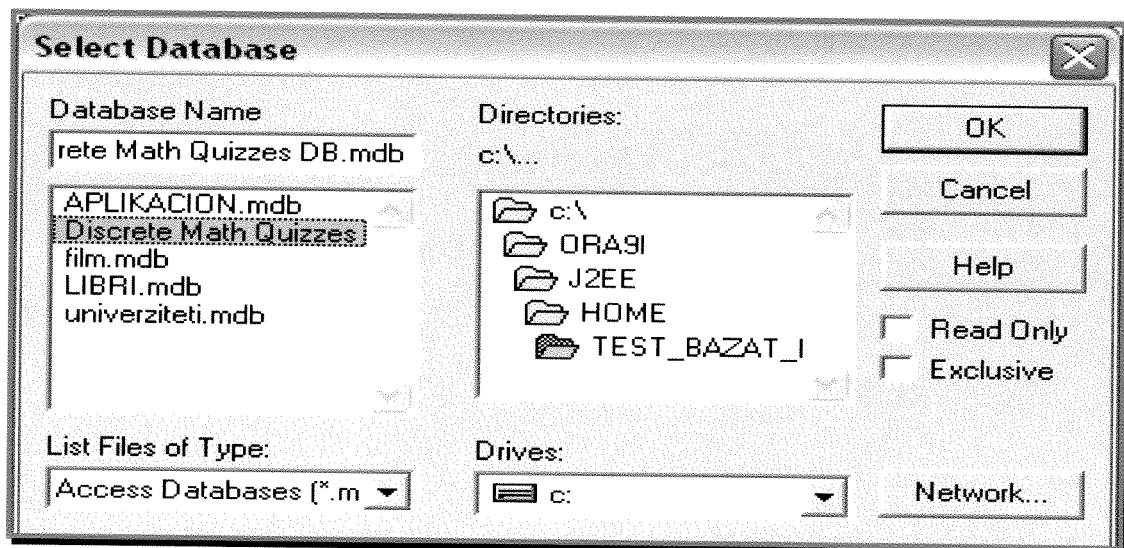 Select Database
Database Name
rete Math Quizzes DB.mdb
APLIKACION.mdb
Discrete Math Quizzes
film.mdb
LIBRI.mdb
univerziteti.mdb
List Files of Type:
Access Databases (*.m
Directories:
c:\...
c:\
ORA9I
J2EE
HOME
TEST_BAZAT_I
Drives:
c:
OK
Cancel
Help
Read Only
Exclusive
Network...